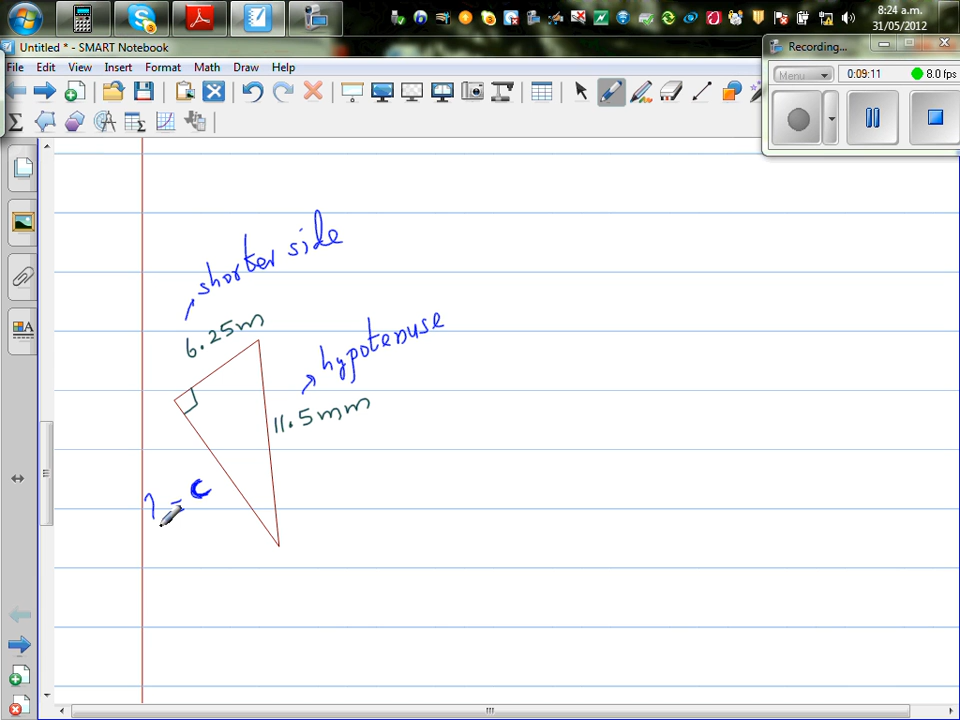 8:24 a.m.
31/05/2012
Untitled * - SMART Notebook
Recording...
File Edit View Insert Format Math Draw Help
Menu
0:09:11
8.0 fps
shorter side
6.25m
hypotenuse
11.5mm
? = c